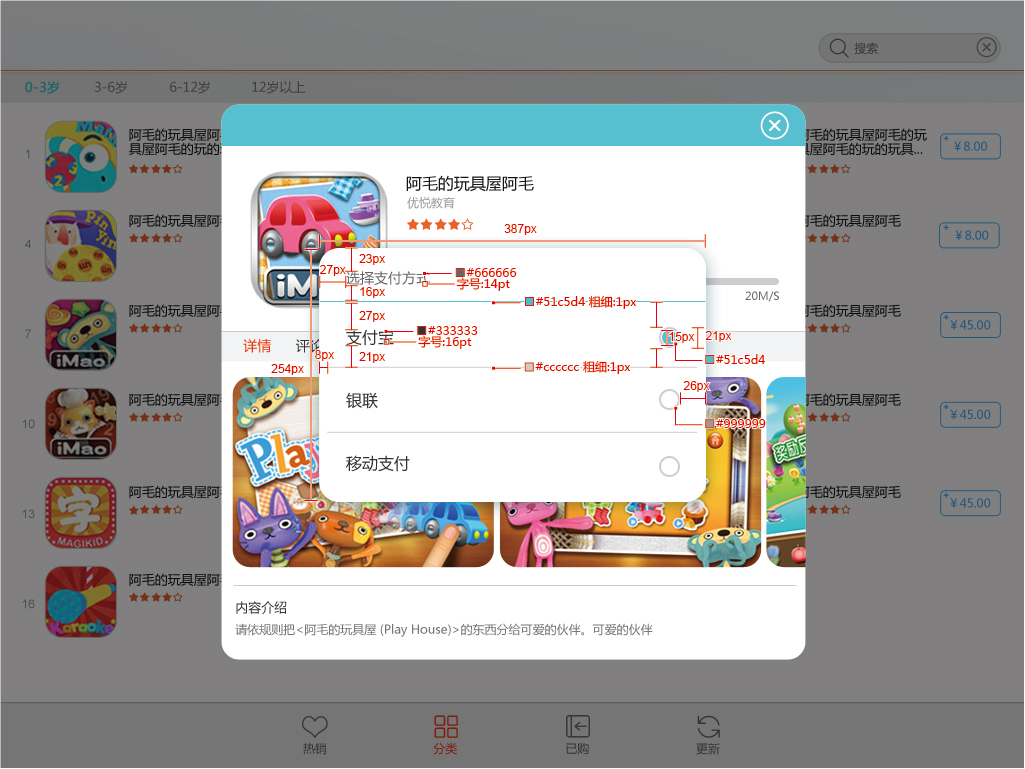 搜索
0-3岁 3-6岁 6-12岁 12岁以上
1
阿毛的玩具屋阿
具屋阿毛的玩的
阿毛的玩具屋阿毛的玩
具屋阿毛的玩的玩具...
¥8.00
4
阿毛的玩具屋阿
阿毛的玩具屋阿毛
¥8.00
Pin
Yin
7
阿毛的玩具屋阿
阿毛的玩具屋阿毛
¥45.00
iMao
10
阿毛的玩具屋阿
阿毛的玩具屋阿毛
¥45.00
iMao
13
阿毛的玩具屋阿
阿毛的玩具屋阿毛
¥45.00
字
MAGIKID
16
阿毛的玩具屋阿
Karaoke
阿毛的玩具屋阿毛
优悦教育
387px
iM
20M/S
详情 评论
23px
27px
选择支付方式
#666666
字号:14pt
16px
#51c5d4 粗细:1px
27px
支付宝
#333333
字号:16pt
15px
21px
8px
21px
#51c5d4
254px
#cccccc 粗细:1px
26px
银联
#999999
移动支付
Play
奖励
内容介绍
请依规则把<阿毛的玩具屋 (Play House)>的东西分给可爱的伙伴。可爱的伙伴
热销 分类 已购 更新